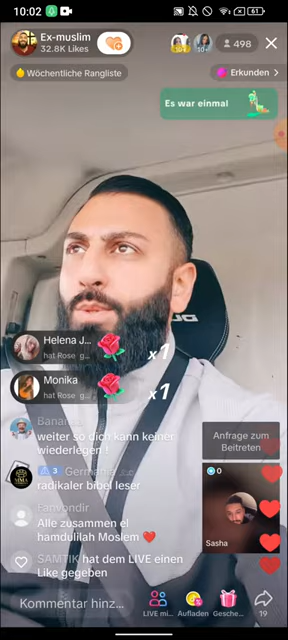 10:02
61
Ex-muslim
32.8K Likes
498
Wöchentliche Rangliste
Erkunden >
Es war einmal
Helena J...
hat Rose g...
x1
Monika
hat Rose g...
x1
weiter so dich kann keiner
wiederlegen !
3
radikaler bibel leser
Alle zusammen el
hamdulilah Moslem ❤️
SAMTIK hat dem LIVE einen
Like gegeben
Anfrage zum
Beitreten
0
Sasha
Kommentar hinz...
LIVE mi...
Aufladen
Gesche...
19